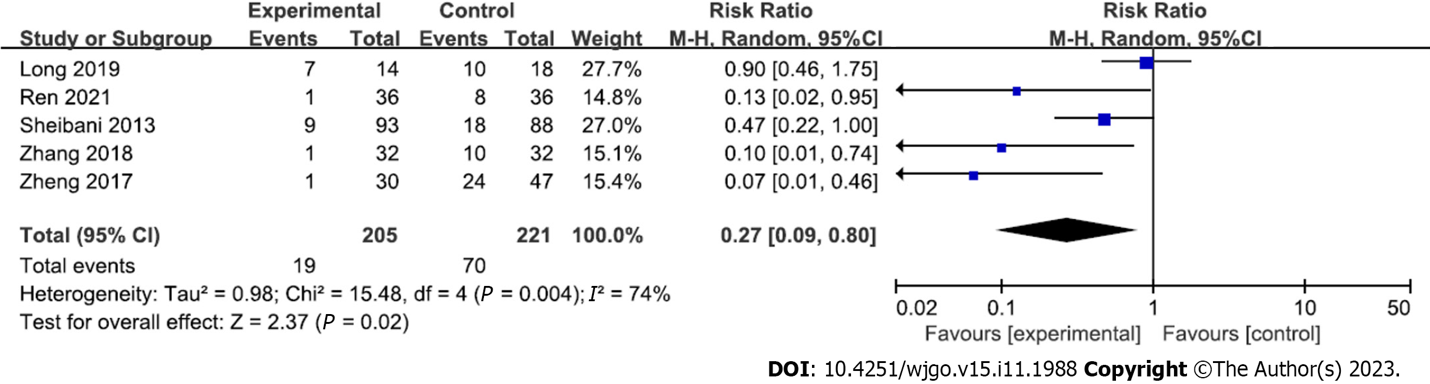 Experimental Control Risk Ratio Risk Ratio
Study or Subgroup Events Total Events Total Weight M-H, Random, 95%CI M-H, Random, 95%CI
Long 2019 7 14 10 18 27.7% 0.90 [0.46, 1.75]
Ren 2021 1 36 8 36 14.8% 0.13 [0.02, 0.95]
Sheibani 2013 9 93 18 88 27.0% 0.47 [0.22, 1.00]
Zhang 2018 1 32 10 32 15.1% 0.10 [0.01, 0.74]
Zheng 2017 1 30 24 47 15.4% 0.07 [0.01, 0.46]
Total (95% CI) 205 221 100.0% 0.27 [0.09, 0.80]
Total events 19 70
Heterogeneity: Tau² = 0.98; Chi² = 15.48, df = 4 (P = 0.004); I² = 74%
Test for overall effect: Z = 2.37 (P = 0.02)
0.02 0.1 1 10 50
Favours [experimental] Favours [control]
DOI: 10.4251/wjgo.v15.i11.1988 Copyright ©The Author(s) 2023.